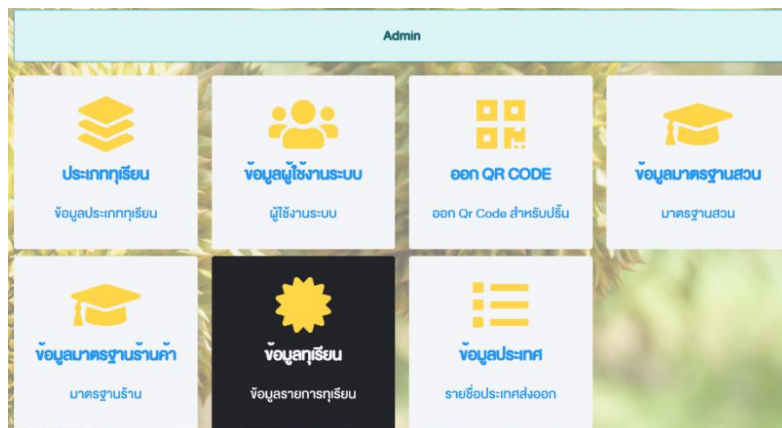 Admin
ประเภททุเรียน
ข้อมูลผู้ใช้งานระบบ
ออก QR CODE
ข้อมูลมาตรฐานสวน
ข้อมูลประเภททุเรียน
ผู้ใช้งานระบบ
ออก Qr Code สำหรับปริ้น
มาตรฐานสวน
ข้อมูลมาตรฐานร้านค้า
ข้อมูลทุเรียน
ข้อมูลประเทศ
มาตรฐานร้าน
ข้อมูลรายการทุเรียน
รายชื่อประเทศส่งออก